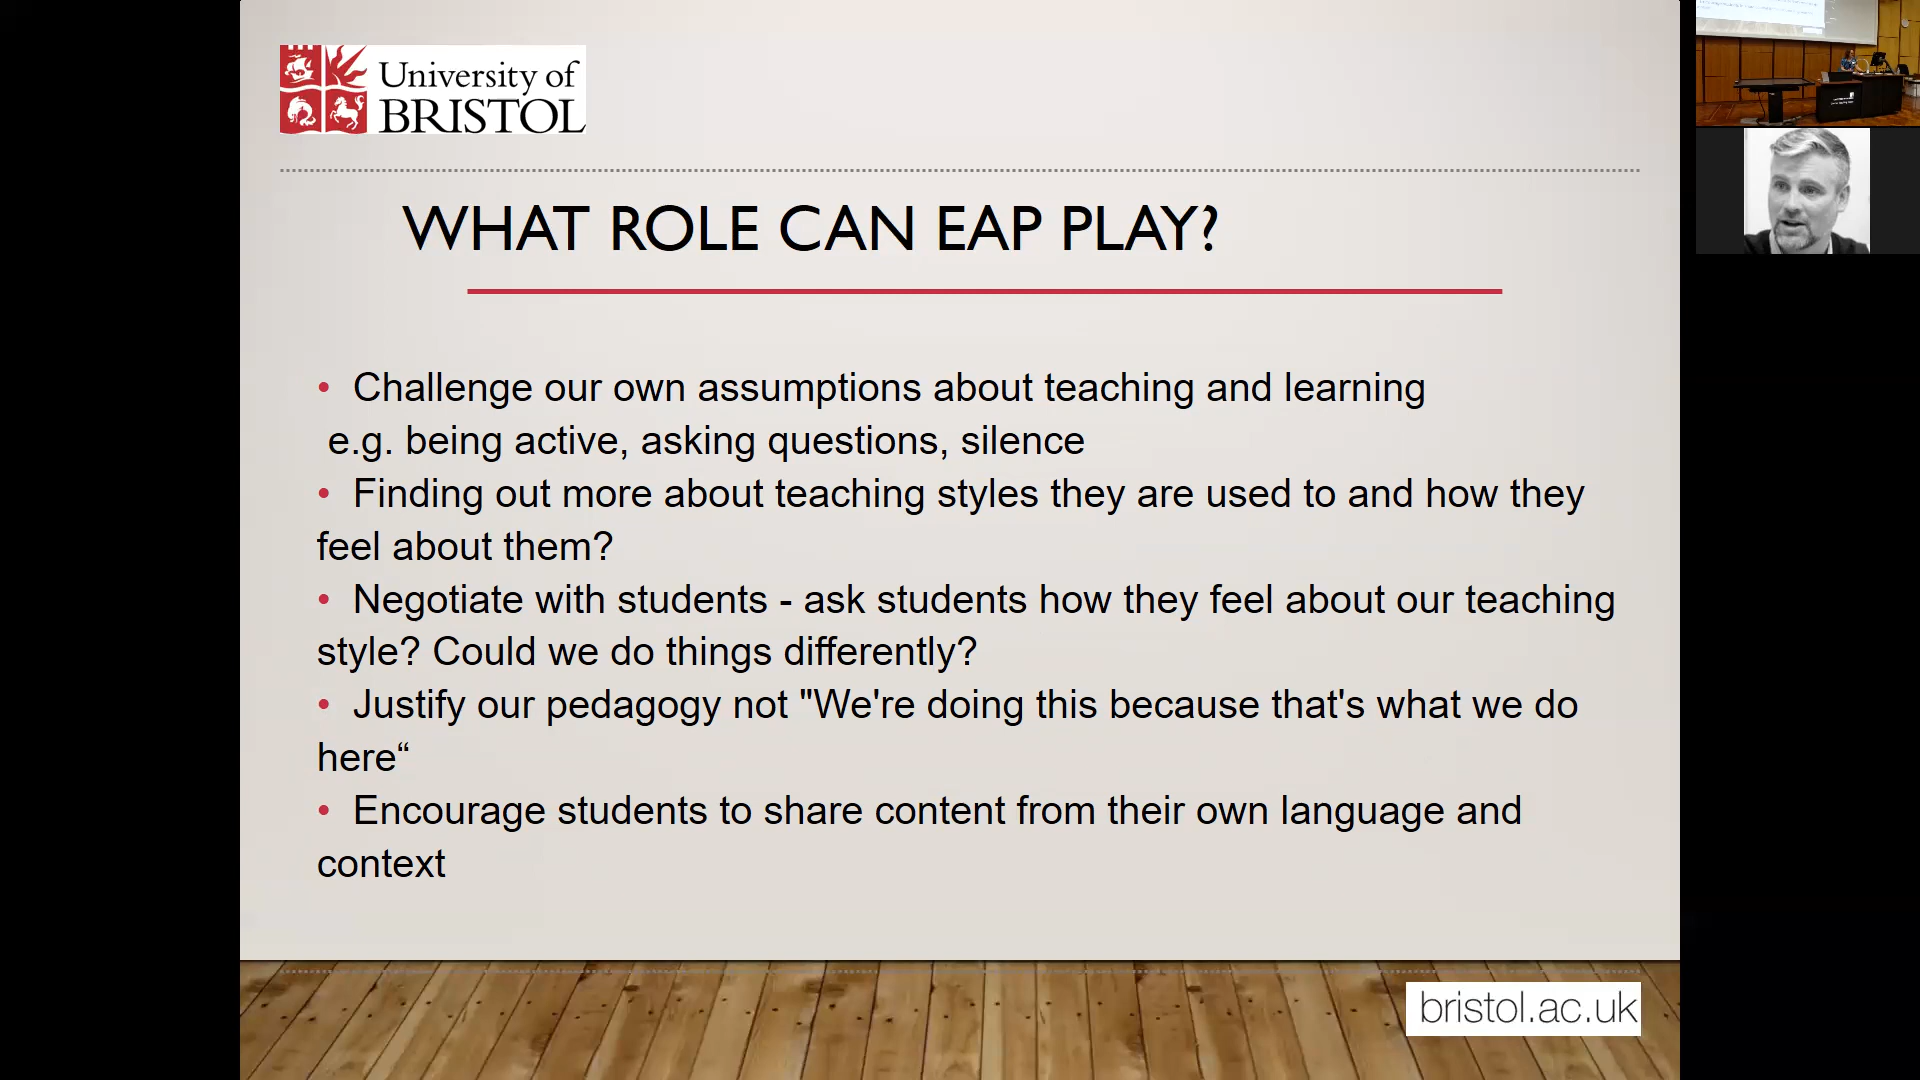 University of
BRISTOL
WHAT ROLE CAN EAP PLAY?
• Challenge our own assumptions about teaching and learning
e.g. being active, asking questions, silence
• Finding out more about teaching styles they are used to and how they
feel about them?
• Negotiate with students - ask students how they feel about our teaching
style? Could we do things differently?
• Justify our pedagogy not "We're doing this because that's what we do
here“
• Encourage students to share content from their own language and
context
bristol.ac.uk